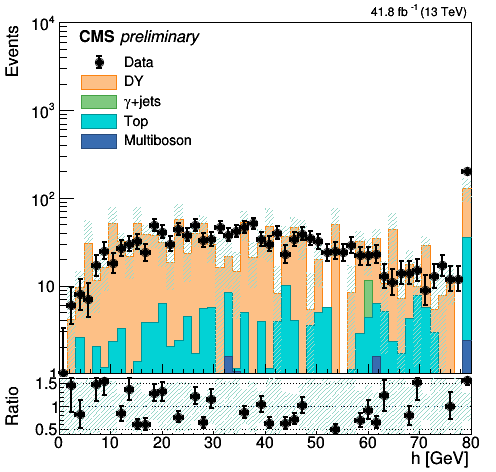 41.8 fb⁻¹ (13 TeV)
Events
10⁴
10³
10²
10
1
CMS preliminary
Data
DY
γ+jets
Top
Multiboson
Ratio
1.5
1
0.5
0 10 20 30 40 50 60 70 80
h [GeV]